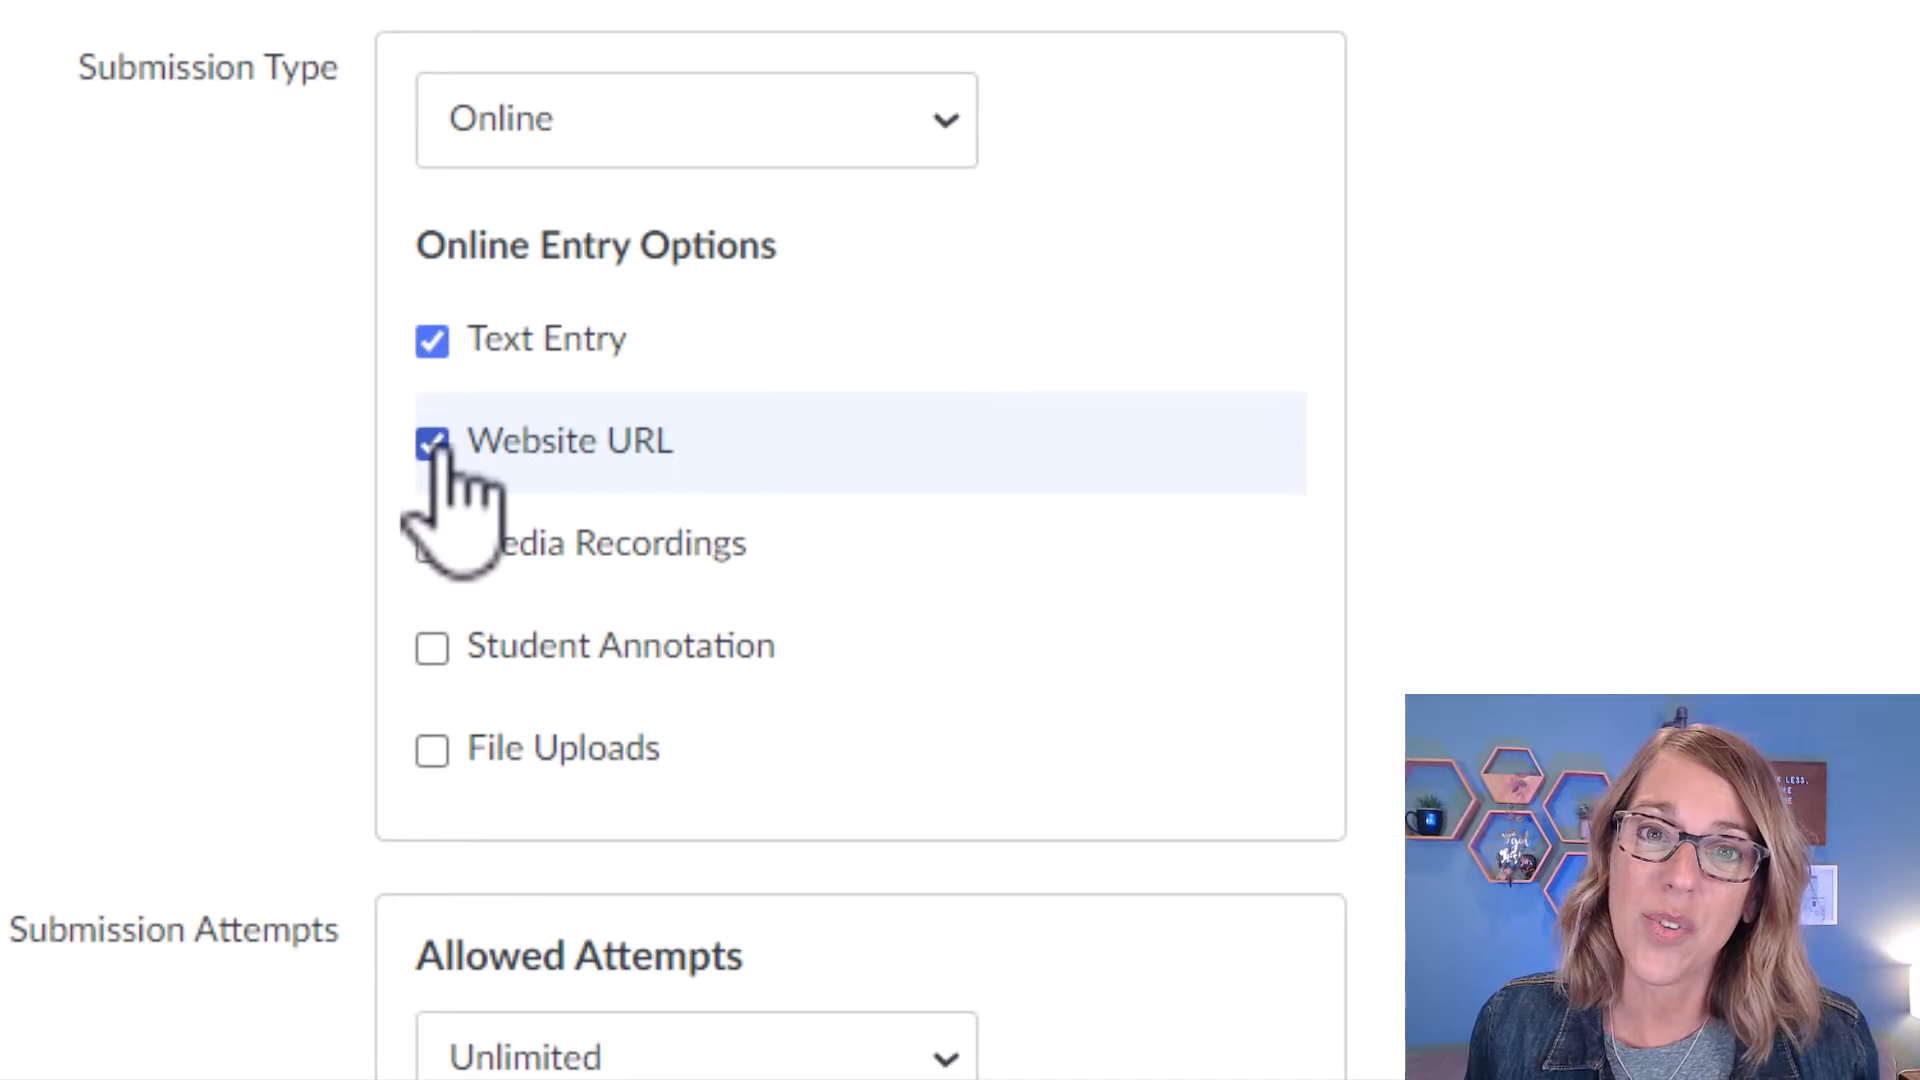 Submission Type
Online
Online Entry Options
Text Entry
Website URL
edia Recordings
Student Annotation
File Uploads
Submission Attempts
Allowed Attempts
Unlimited
LESS.